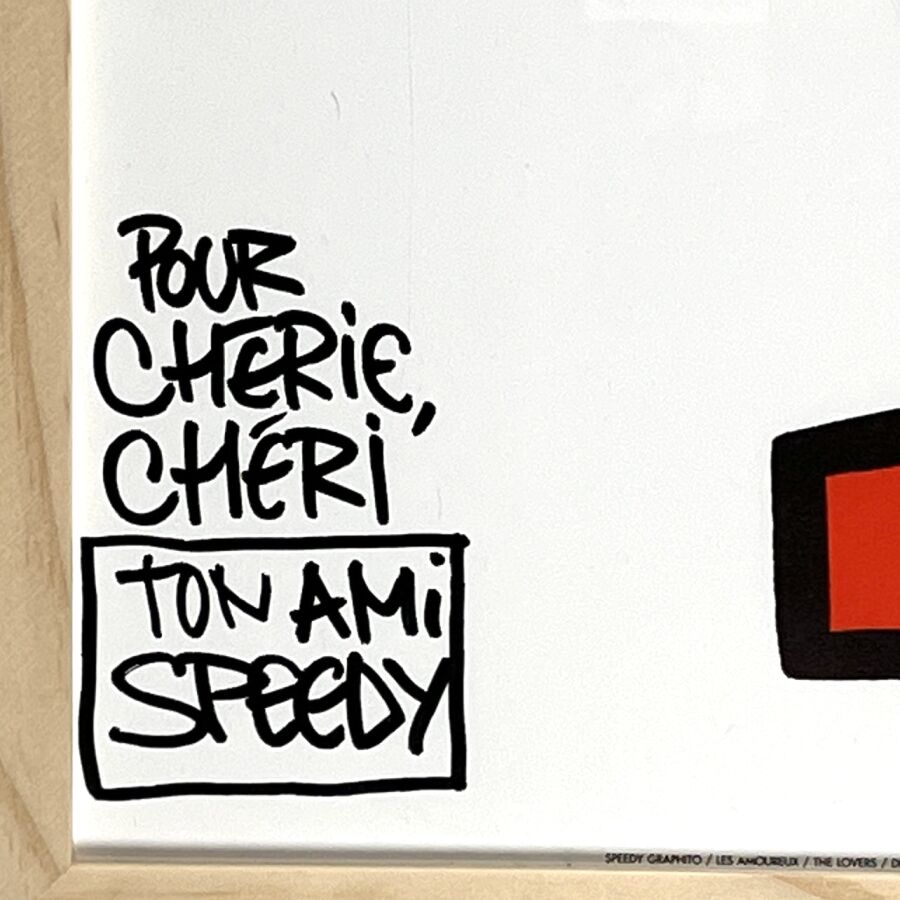 POUR
CHERIE,
CHÉRI
TON AMI
SPEEDY
SPEEDY GRAPHITO / LES AMOUREUX / THE LOVERS /